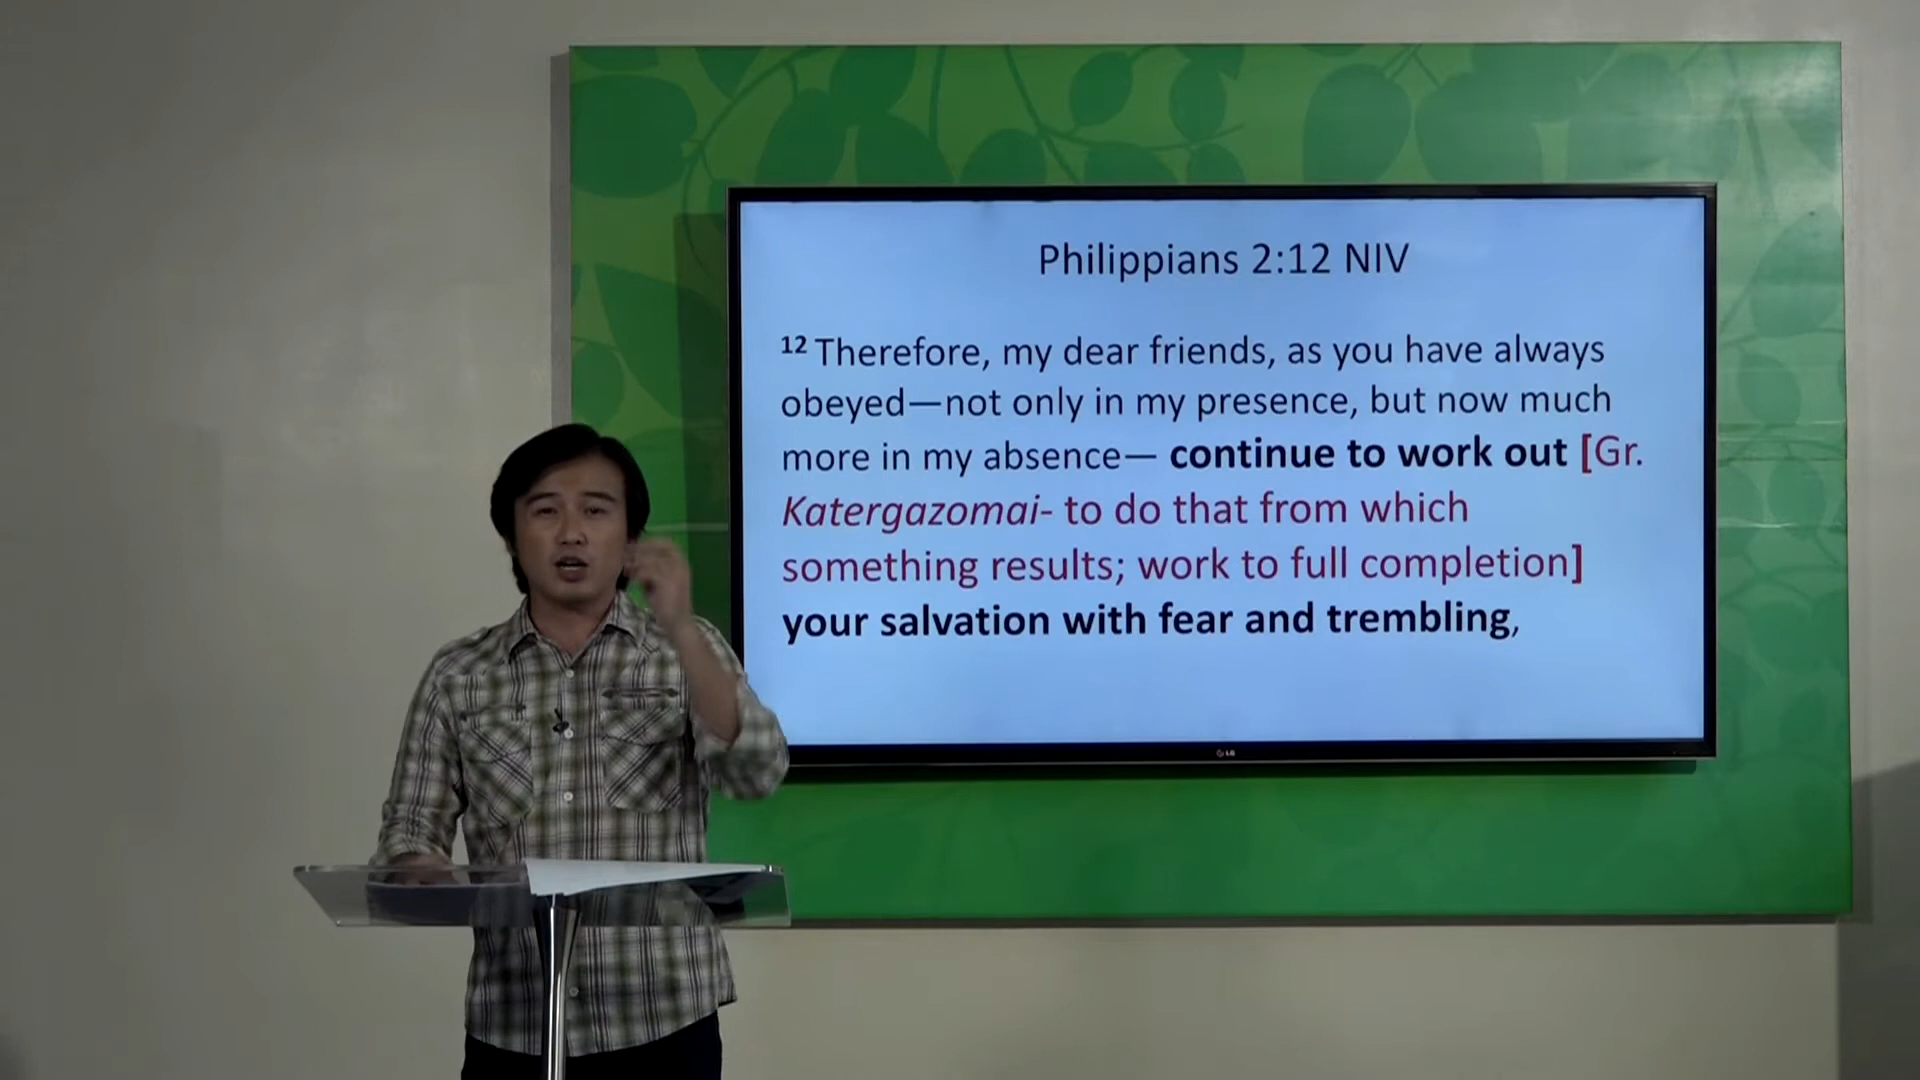 Philippians 2:12 NIV
12 Therefore, my dear friends, as you have always
obeyed—not only in my presence, but now much
more in my absence— continue to work out [Gr.
Katergazomai- to do that from which
something results; work to full completion]
your salvation with fear and trembling,
LG